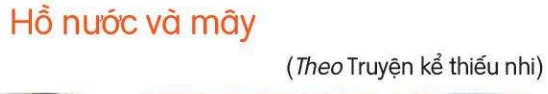 Hồ nước và mây
(Theo Truyện kể thiếu nhi)